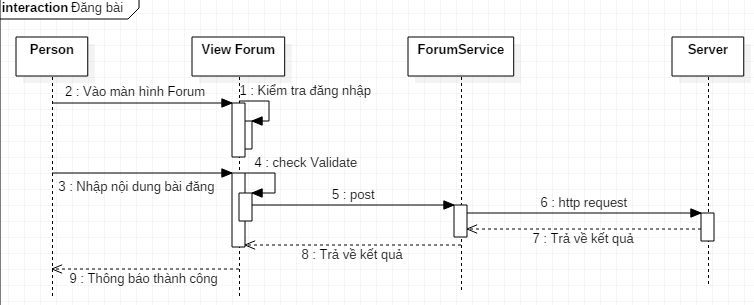 interaction Đăng bài
Person
View Forum
ForumService
Server
2 : Vào màn hình Forum
1 : Kiểm tra đăng nhập
4 : check Validate
3 : Nhập nội dung bài đăng
5 : post
6 : http request
7 : Trả về kết quả
8 : Trả về kết quả
9 : Thông báo thành công